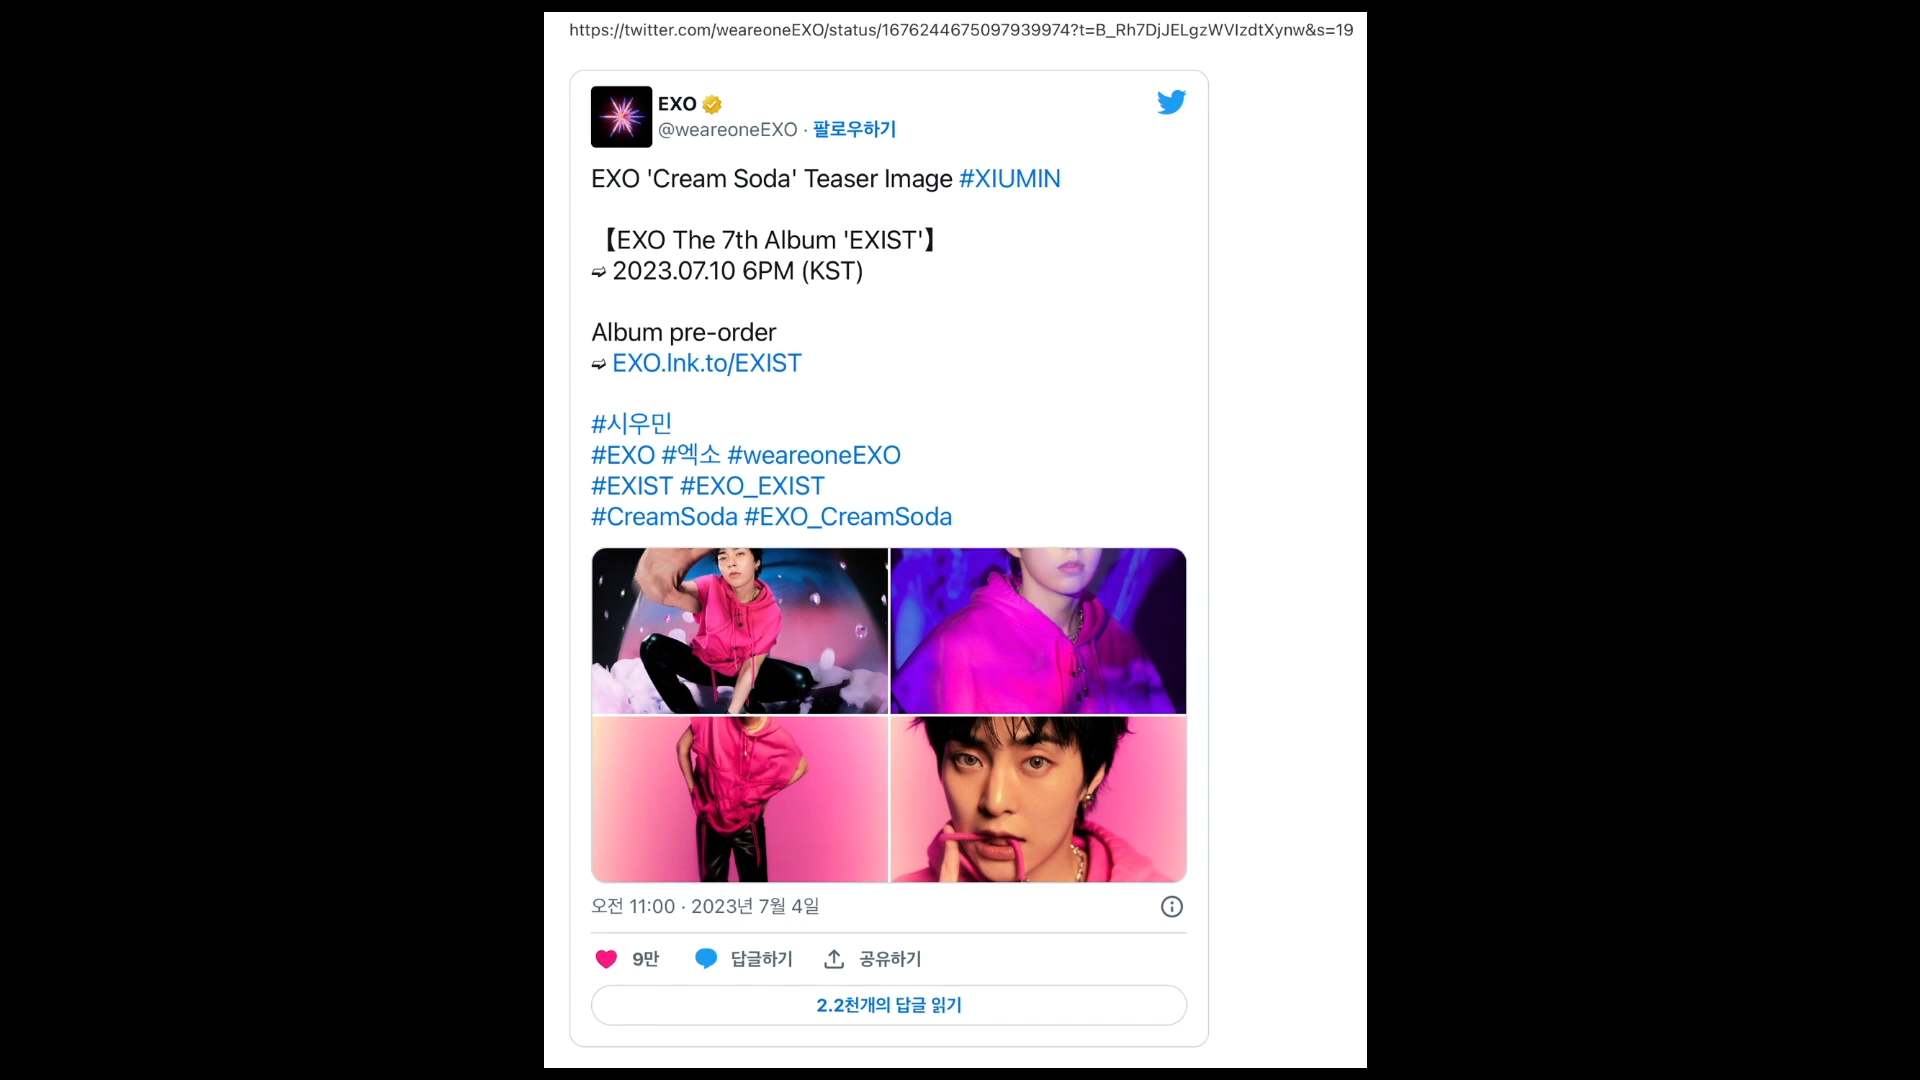 https://twitter.com/weareoneEXO/status/1676244675097939974?t=B_Rh7DjJELgzWVIzdtXynw&s=19
EXO
@weareoneEXO · 팔로우하기
EXO 'Cream Soda' Teaser Image #XIUMIN
【EXO The 7th Album 'EXIST'】
➫ 2023.07.10 6PM (KST)
Album pre-order
➫ EXO.lnk.to/EXIST
#시우민
#EXO #엑소 #weareoneEXO
#EXIST #EXO_EXIST
#CreamSoda #EXO_CreamSoda
오전 11:00 · 2023년 7월 4일
9만 답글하기 공유하기
2.2천개의 답글 읽기